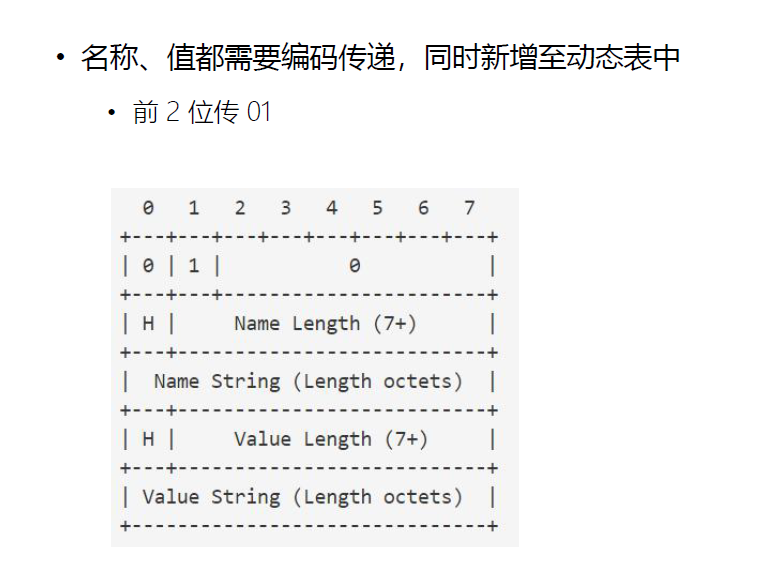 • 名称、值都需要编码传递，同时新增至动态表中
• 前 2 位传 01
  0   1   2   3   4   5   6   7
+---+---+---+---+---+---+---+---+
| 0 | 1 |           0           |
+---+---+-----------------------+
| H |     Name Length (7+)      |
+---+---------------------------+
|  Name String (Length octets)  |
+---+---------------------------+
| H |     Value Length (7+)     |
+---+---------------------------+
| Value String (Length octets)  |
+-------------------------------+